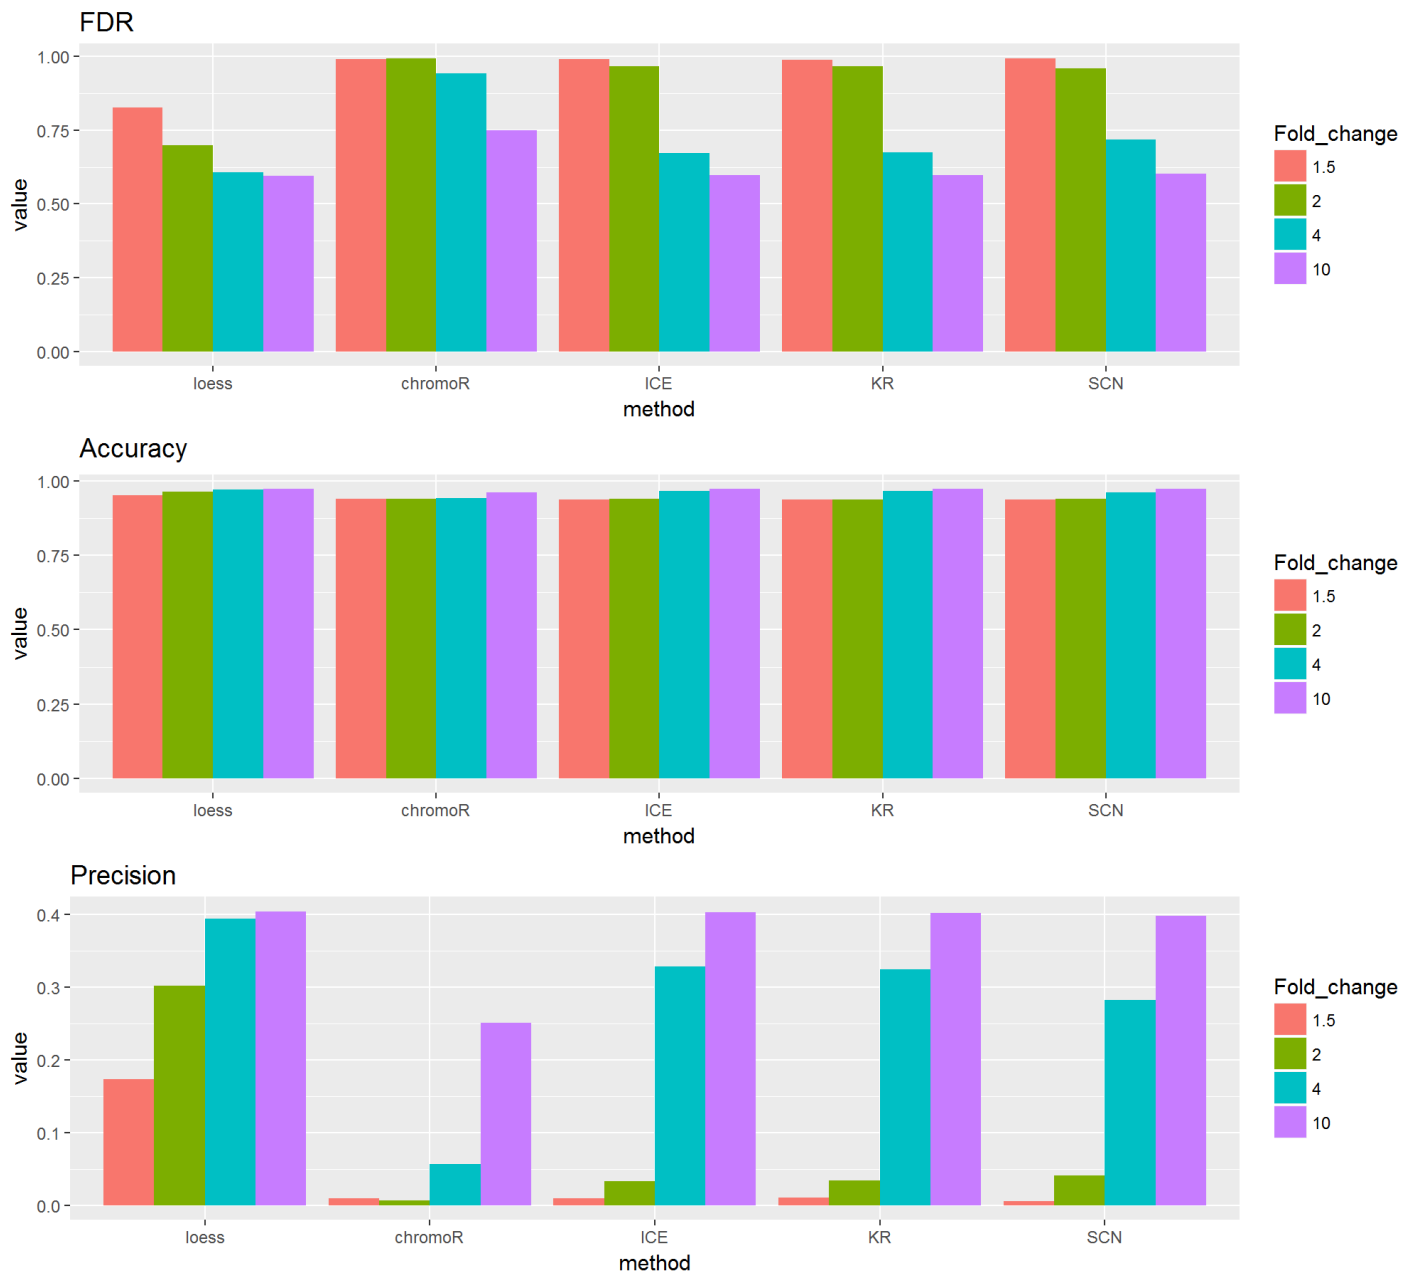 FDR
1.00
0.75
0.50
0.25
0.00
value
loess chromoR ICE KR SCN
method
Fold_change
1.5
2
4
10
Accuracy
1.00
0.75
0.50
0.25
0.00
value
loess chromoR ICE KR SCN
method
Fold_change
1.5
2
4
10
Precision
0.4
0.3
0.2
0.1
0.0
value
loess chromoR ICE KR SCN
method
Fold_change
1.5
2
4
10